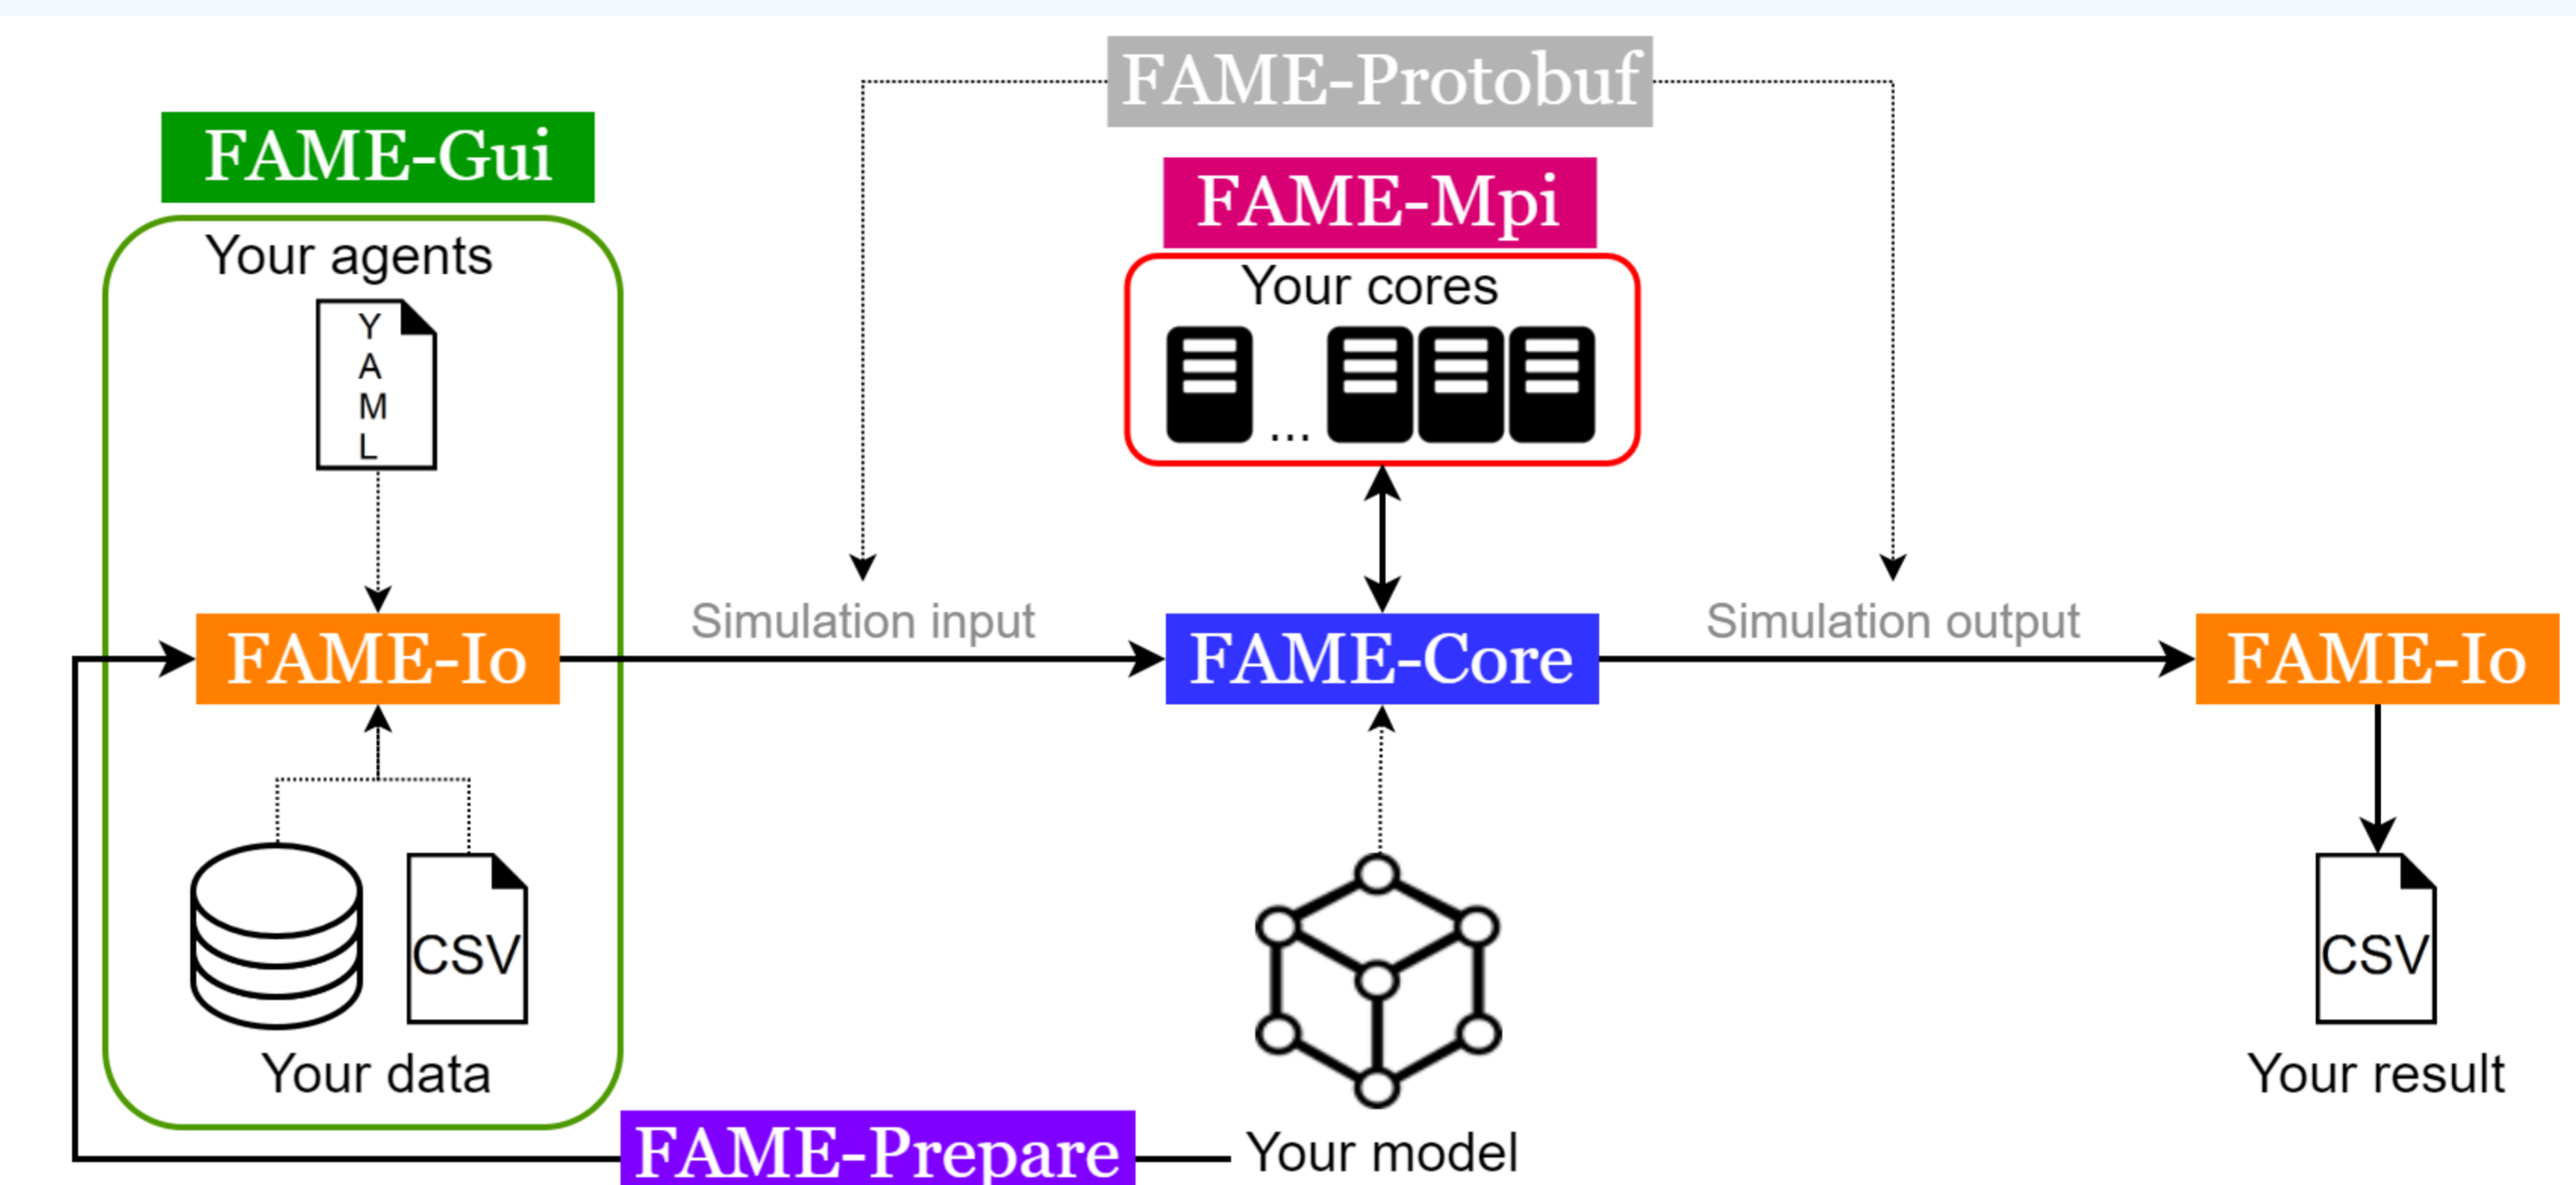 FAME-Protobuf
FAME-Gui
FAME-Mpi
Your agents
Your cores
Y
A
M
L
...
Simulation input
Simulation output
FAME-Io
FAME-Core
FAME-Io
CSV
CSV
Your data
Your result
FAME-Prepare
Your model